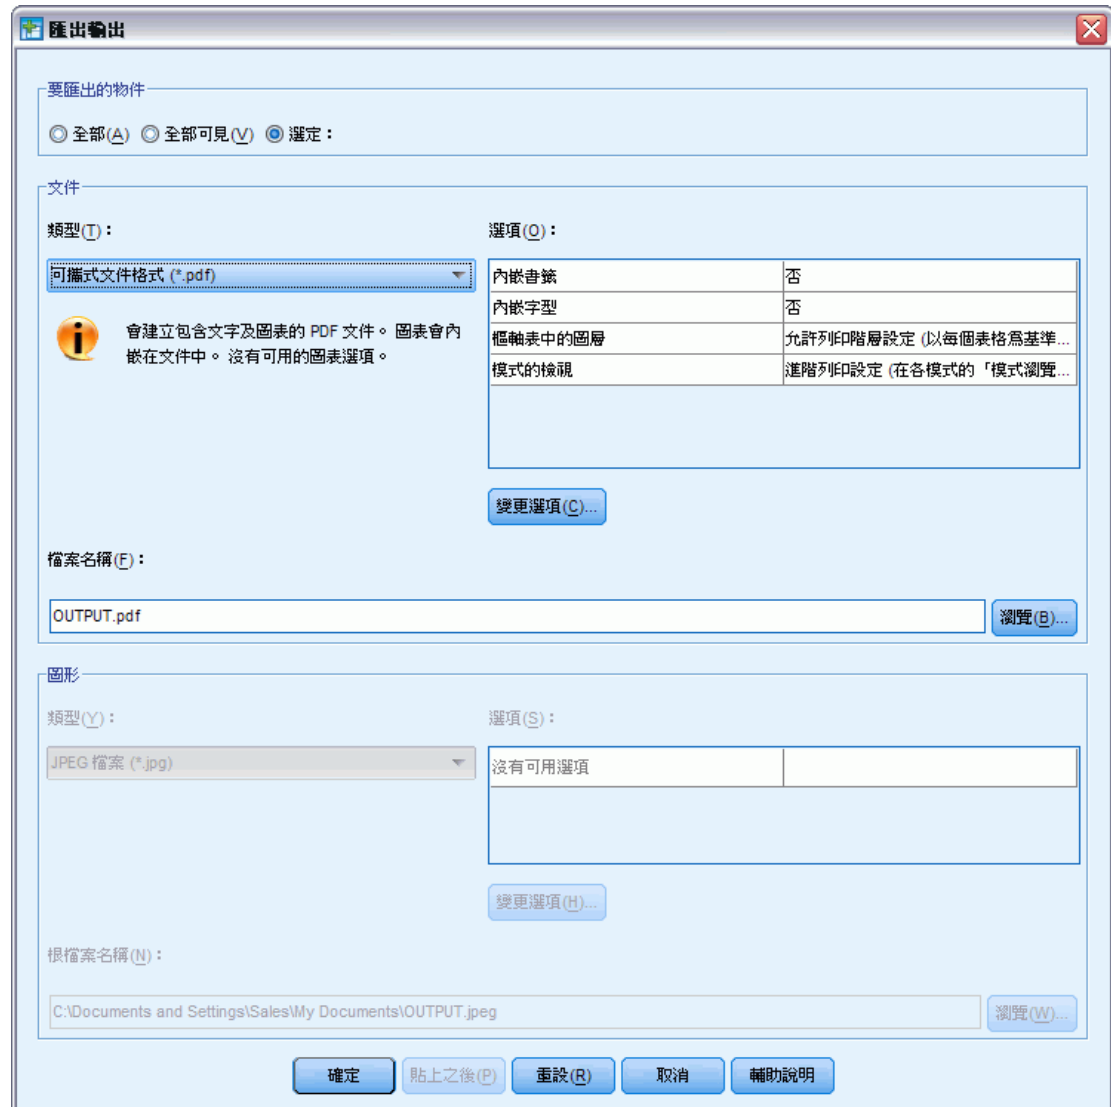 匯出輸出
要匯出的物件
全部(A) 全部可見(V) 選定：
文件
類型(T)： 選項(O)：
可攜式文件格式 (*.pdf)
內嵌書籤 否
內嵌字型 否
樞軸表中的圖層 允許列印階層設定 (以每個表格為基準...
模式的檢視 進階列印設定 (在各模式的「模式瀏覽...
會建立包含文字及圖表的 PDF 文件。 圖表會內
嵌在文件中。 沒有可用的圖表選項。
變更選項(C)...
檔案名稱(F)：
OUTPUT.pdf 瀏覽(B)...
圖形
類型(Y)： 選項(S)：
JPEG 檔案 (*.jpg) 沒有可用選項
變更選項(H)...
根檔案名稱(N)：
C:\Documents and Settings\Sales\My Documents\OUTPUT.jpeg 瀏覽(W)...
確定 貼上之後(P) 重設(R) 取消 輔助說明